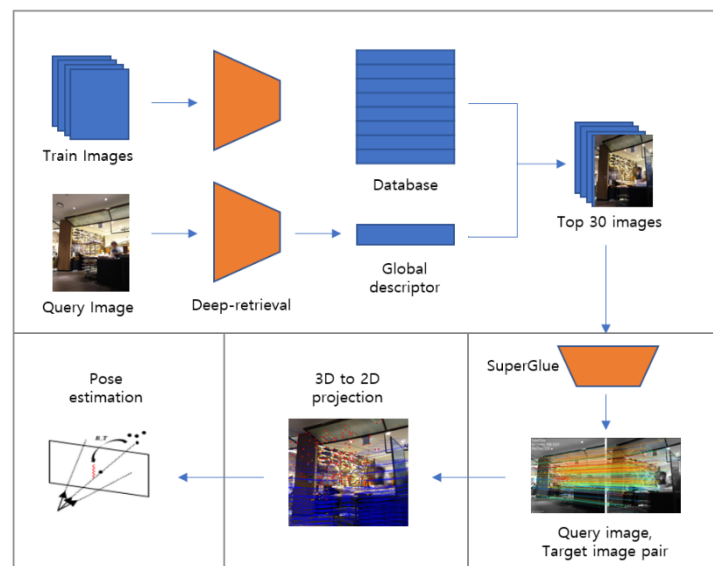 Train Images
Database
Top 30 images
Query Image
Deep-retrieval
Global
descriptor
SuperGlue
Query image,
Target image pair
3D to 2D
projection
Pose
estimation
R,T